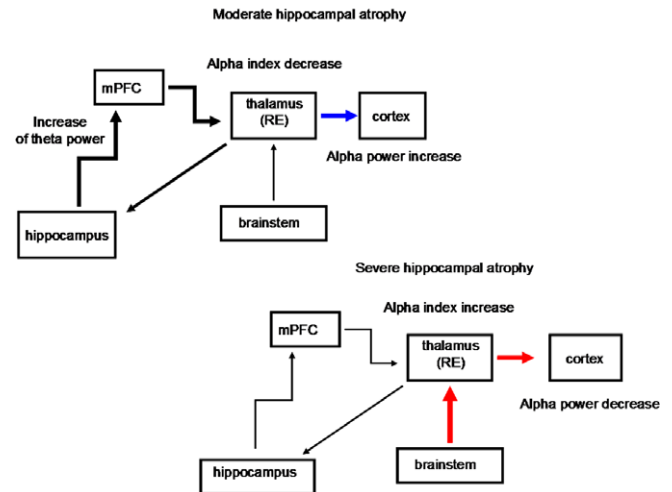 Moderate hippocampal atrophy
Alpha index decrease
mPFC
thalamus
(RE)
cortex
Increase
of theta power
Alpha power increase
hippocampus
brainstem
Severe hippocampal atrophy
Alpha index increase
mPFC
thalamus
(RE)
cortex
Alpha power decrease
hippocampus
brainstem